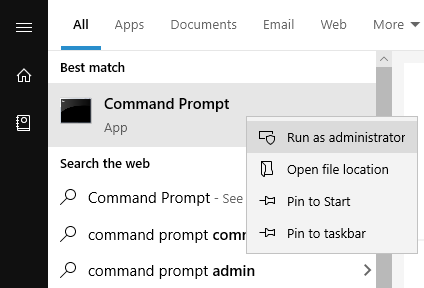 All Apps Documents Email Web More
Best match
Command Prompt
App
Run as administrator
Open file location
Pin to Start
Pin to taskbar
Search the web
Command Prompt - See
command prompt
command prompt admin